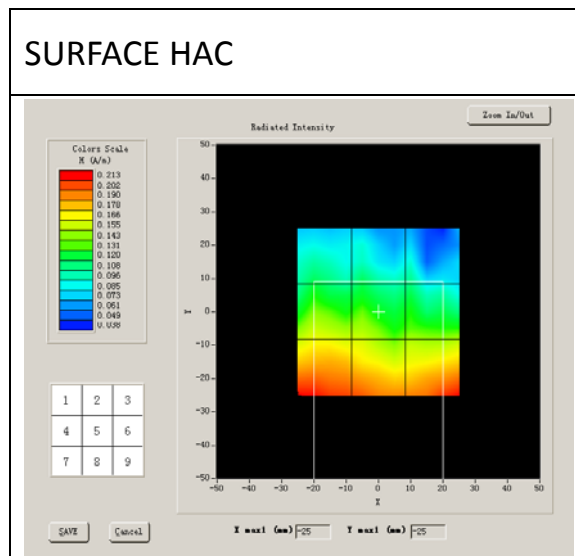 SURFACE HAC
Zoom In/Out
Radiated Intensity
Colors Scale
H (A/m)
0.213
0.202
0.190
0.178
0.166
0.155
0.143
0.131
0.120
0.108
0.096
0.085
0.073
0.061
0.049
0.038
50
40
30
20
10
0
-10
-20
-30
-40
-50
Y
-50 -40 -30 -20 -10 0 10 20 30 40 50
X
1 2 3
4 5 6
7 8 9
SAVE Cancel
X max1 (mm) -25 Y max1 (mm) -25